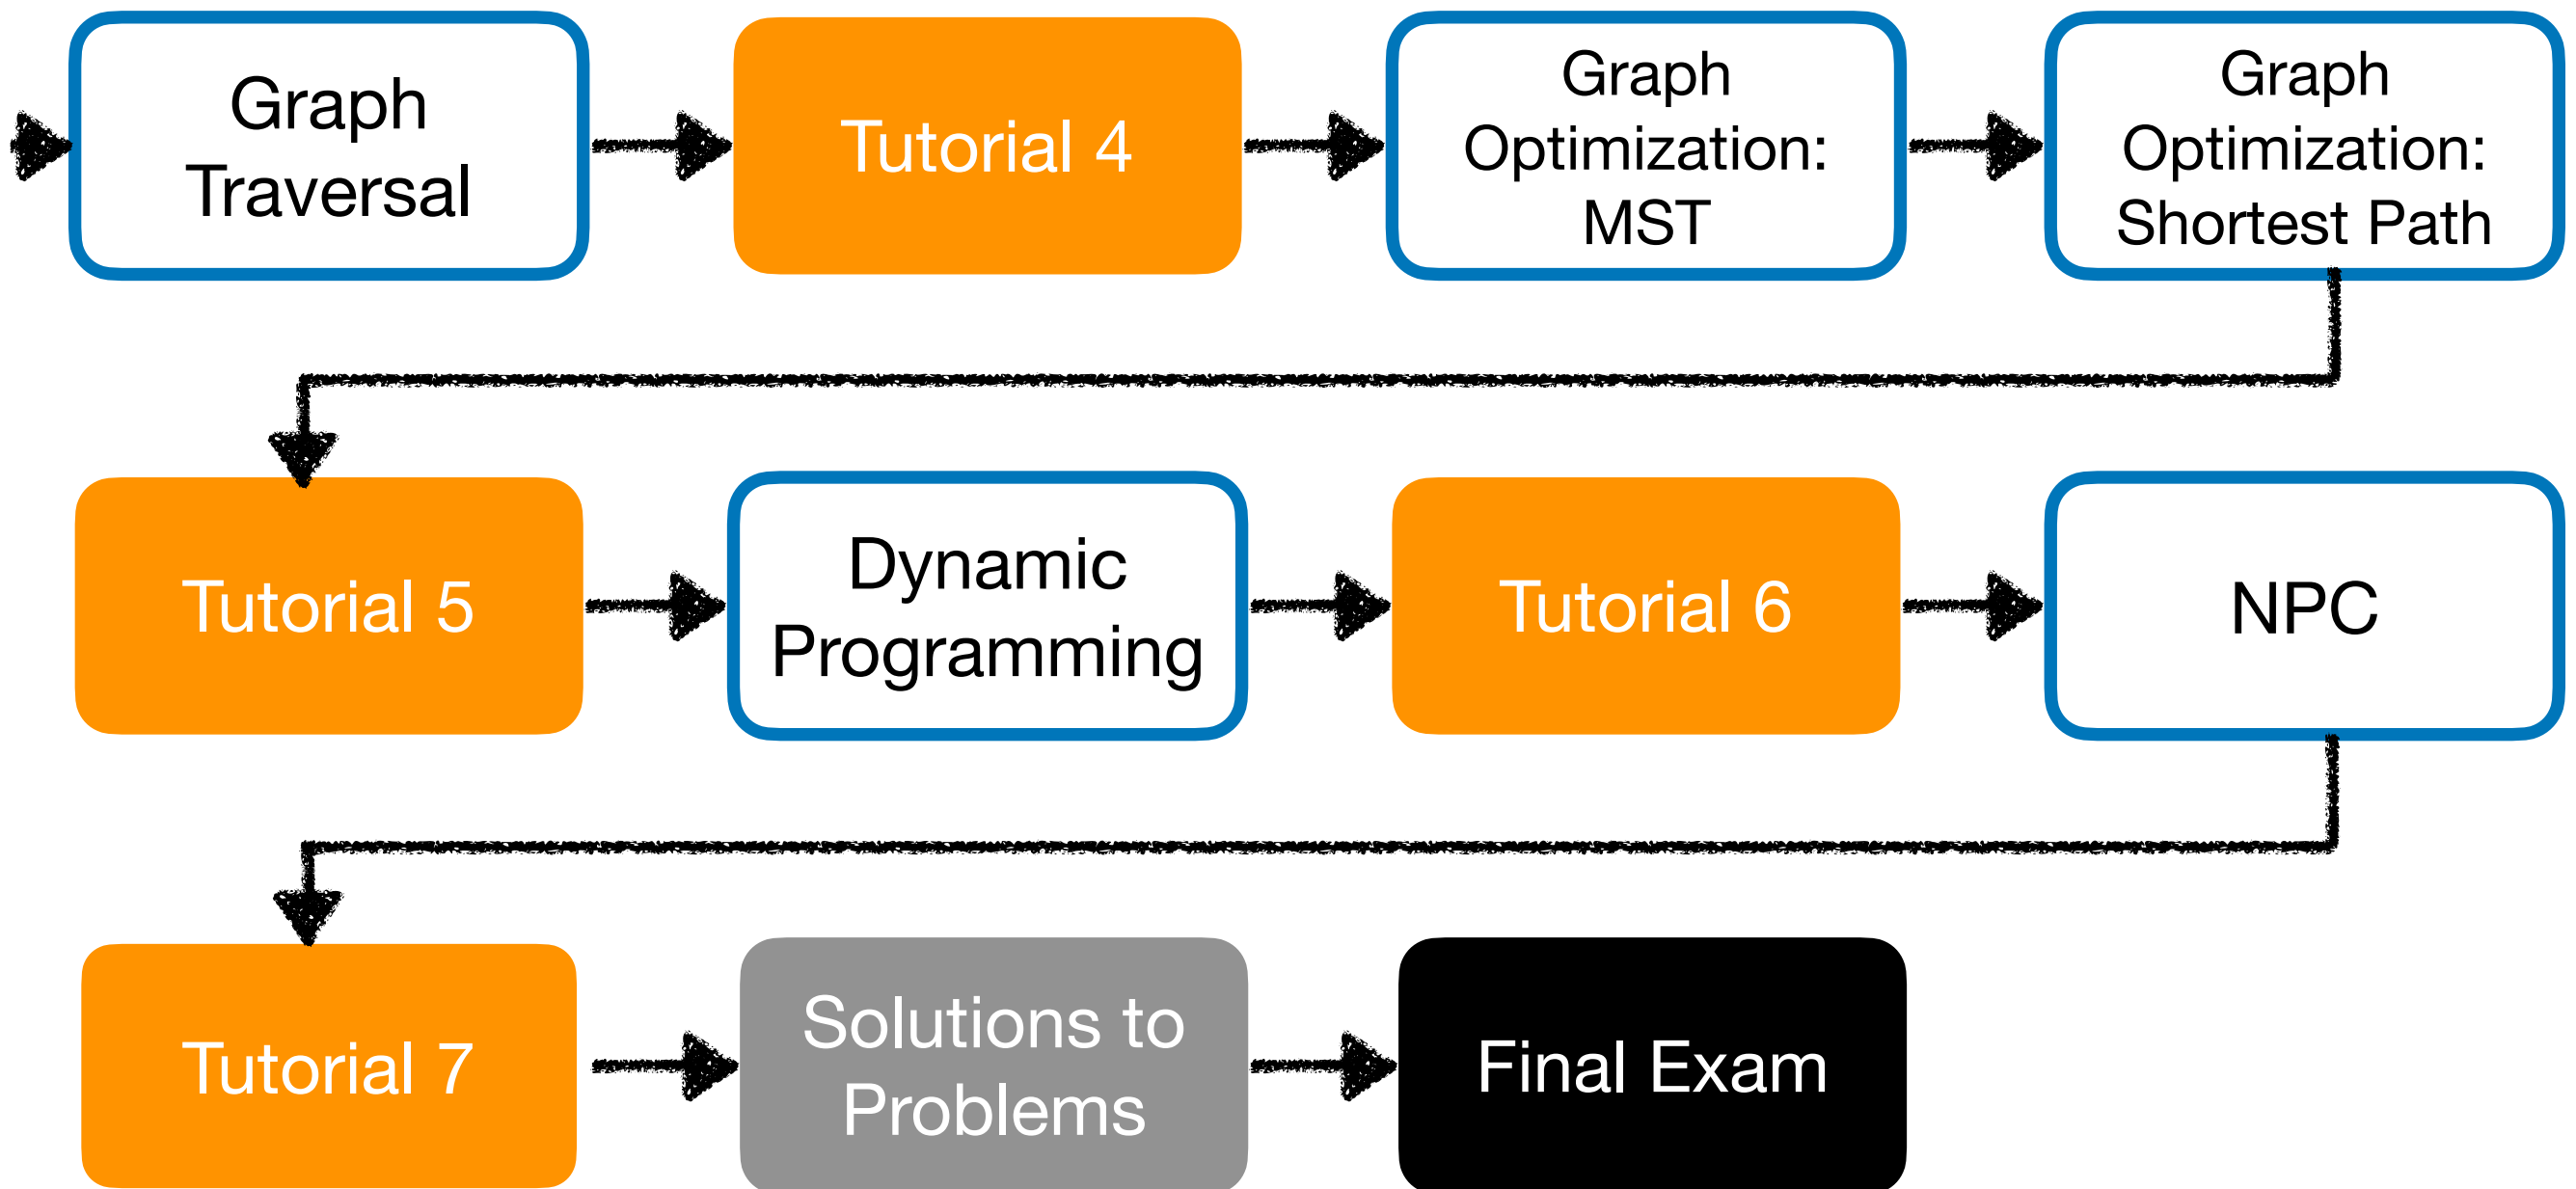 Graph
Traversal
Tutorial 4
Graph
Optimization:
MST
Graph
Optimization:
Shortest Path
Tutorial 5
Dynamic
Programming
Tutorial 6
NPC
Tutorial 7
Solutions to
Problems
Final Exam